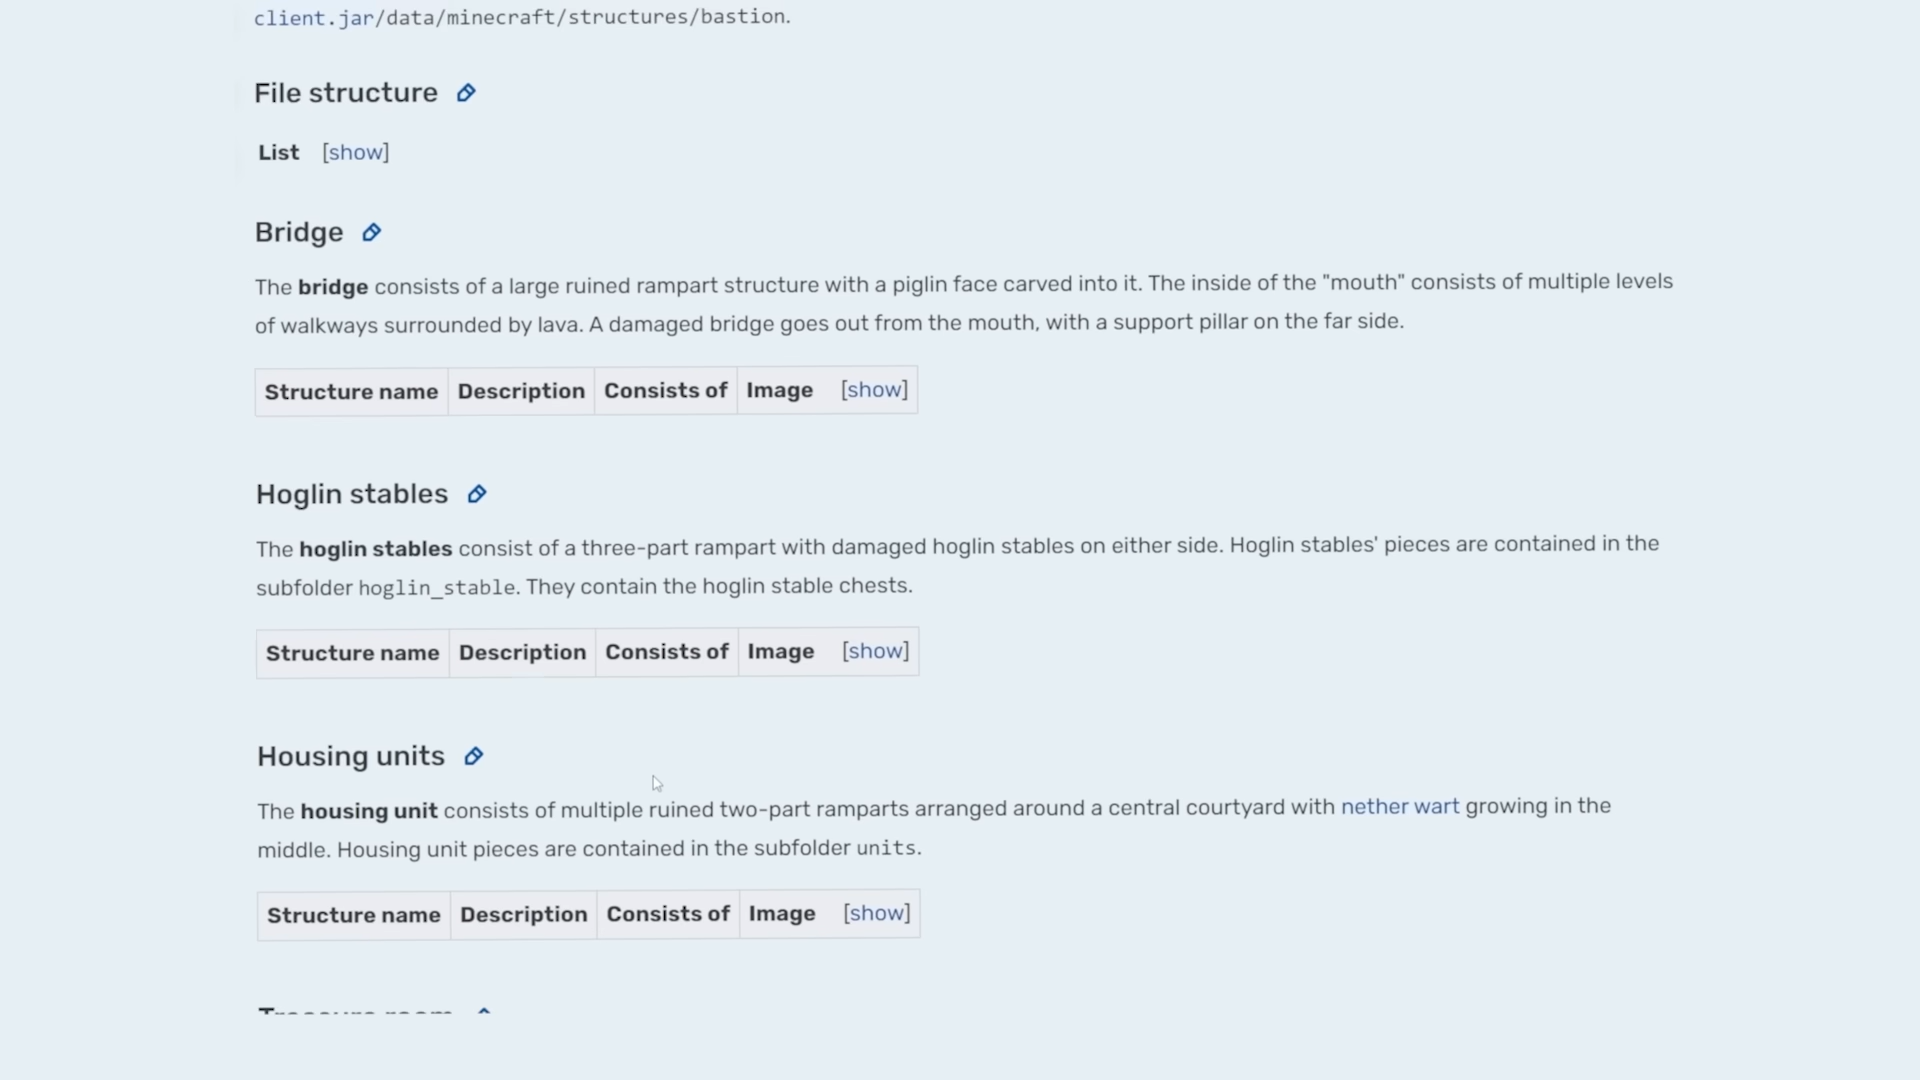 client.jar/data/minecraft/structures/bastion.
File structure
List [show]
Bridge
The bridge consists of a large ruined rampart structure with a piglin face carved into it. The inside of the "mouth" consists of multiple levels
of walkways surrounded by lava. A damaged bridge goes out from the mouth, with a support pillar on the far side.
Structure name Description Consists of Image [show]
Hoglin stables
The hoglin stables consist of a three-part rampart with damaged hoglin stables on either side. Hoglin stables' pieces are contained in the
subfolder hoglin_stable. They contain the hoglin stable chests.
Structure name Description Consists of Image [show]
Housing units
The housing unit consists of multiple ruined two-part ramparts arranged around a central courtyard with nether wart growing in the
middle. Housing unit pieces are contained in the subfolder units.
Structure name Description Consists of Image [show]